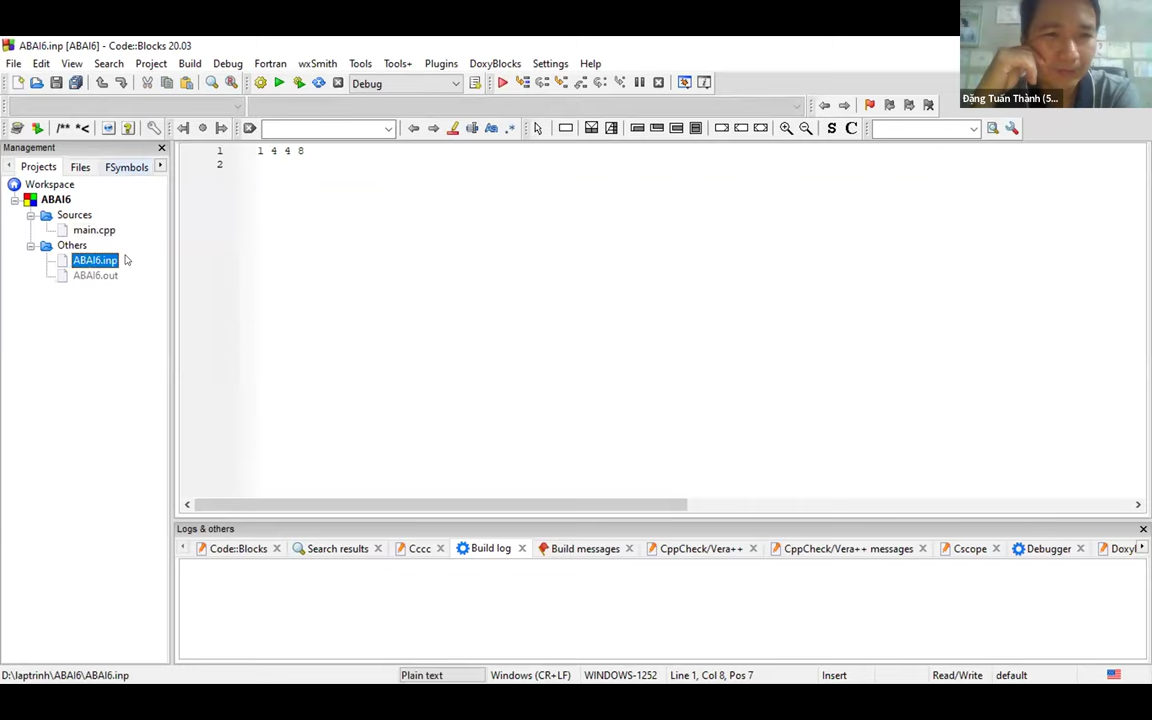 ABAI6.inp [ABAI6] - Code::Blocks 20.03
File Edit View Search Project Build Debug Fortran wxSmith Tools Tools+ Plugins DoxyBlocks Settings Help
Debug
/** *<
S C
Đặng Tuấn Thành (5...
Management
Projects Files FSymbols
Workspace
ABAI6
Sources
main.cpp
Others
ABAI6.inp
ABAI6.out
1 1 4 4 8
2
Logs & others
Code::Blocks Search results Cccc Build log Build messages CppCheck/Vera++ CppCheck/Vera++ messages Cscope Debugger Doxyl
D:\laptrinh\ABAI6\ABAI6.inp Plain text Windows (CR+LF) WINDOWS-1252 Line 1, Col 8, Pos 7 Insert Read/Write default